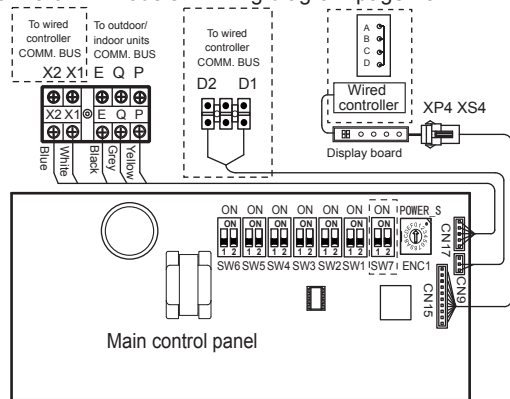 To wired
controller
COMM. BUS
To outdoor/
indoor units
COMM. BUS
X2 X1 E Q P
X2 X1 E Q P
Blue
White
Black
Grey
Yellow
To wired
controller
COMM. BUS
D2 D1
A
B
C
D
Wired
controller
XP4 XS4
Display board
ON ON ON ON ON ON ON POWER_S
ON ON ON ON ON ON ON
1 2 1 2 1 2 1 2 1 2 1 2 1 2
SW6 SW5 SW4 SW3 SW2 SW1 SW7 ENC1
CN17
CN9
CN15
Main control panel